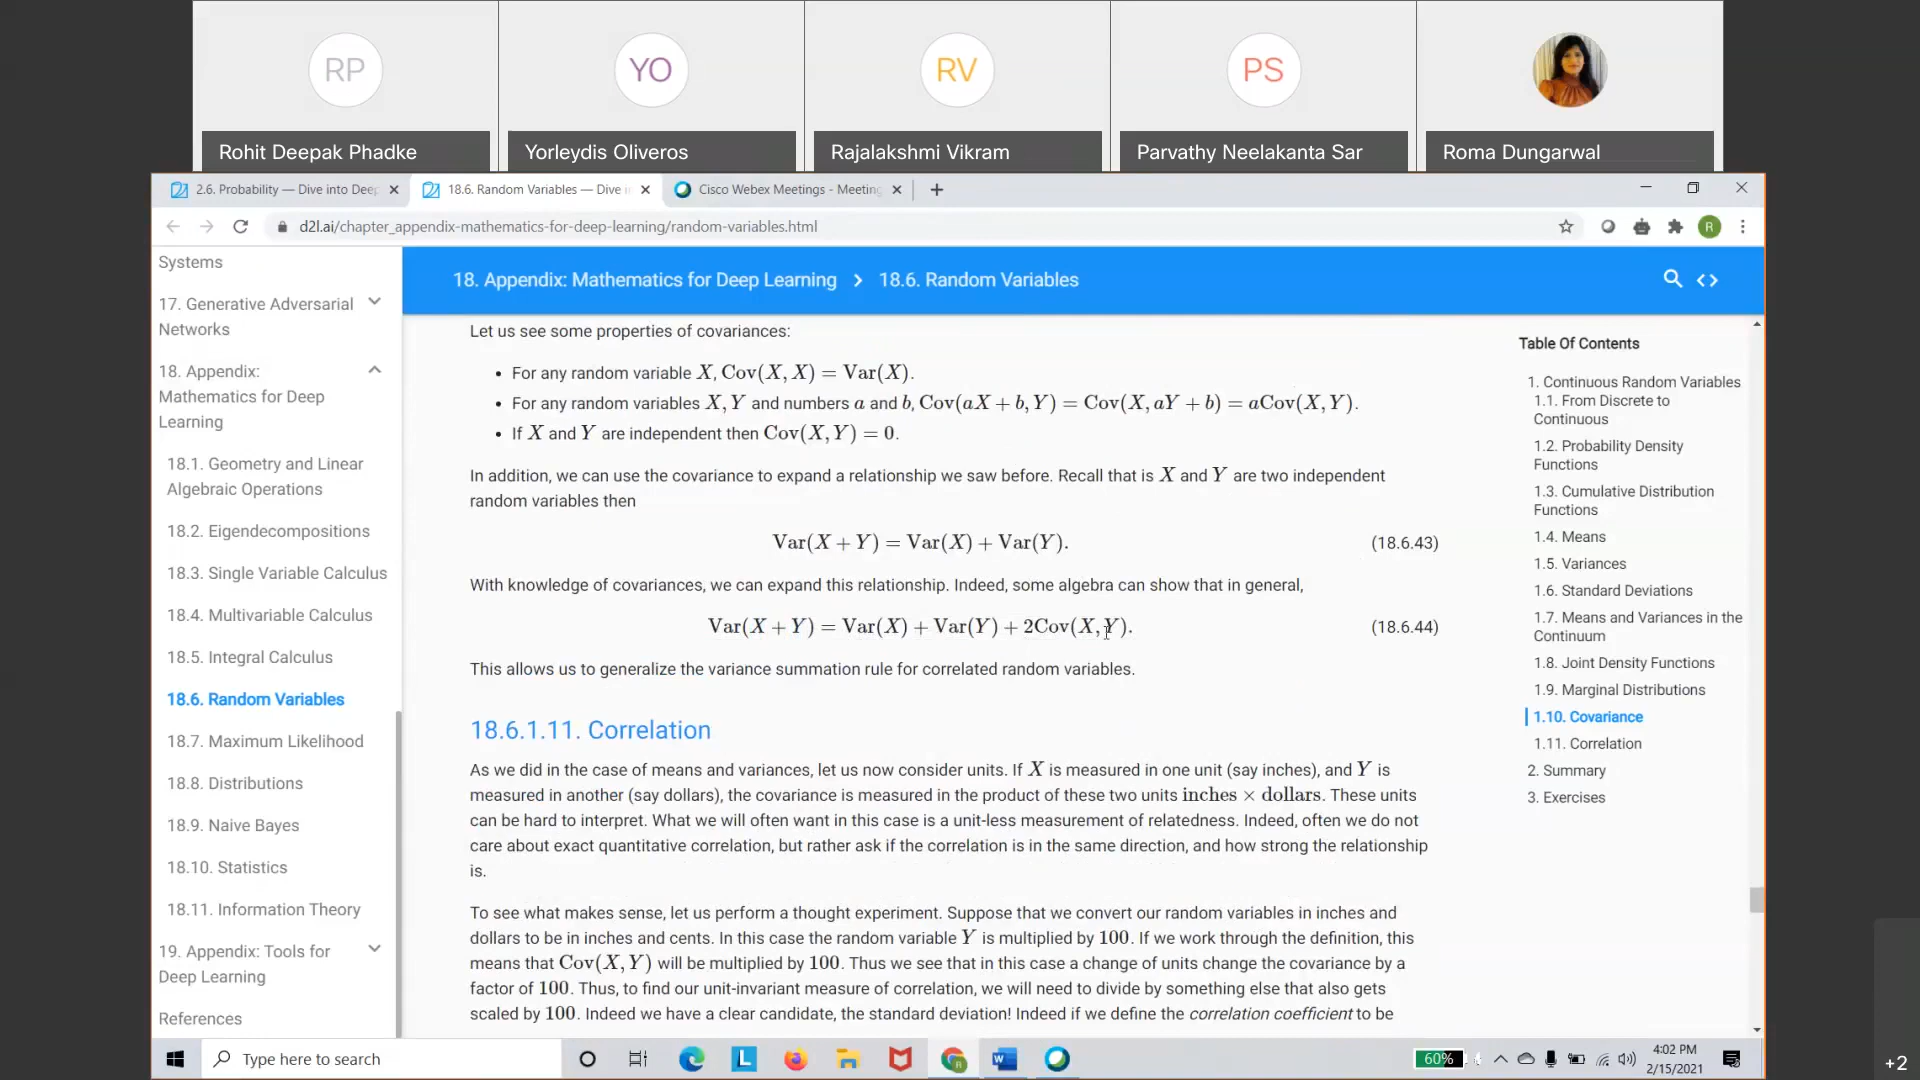 RP
YO
RV
PS
Rohit Deepak Phadke
Yorleydis Oliveros
Rajalakshmi Vikram
Parvathy Neelakanta Sar
Roma Dungarwal
2.6. Probability — Dive into Deep
18.6. Random Variables — Dive in
Cisco Webex Meetings - Meeting
d2l.ai/chapter_appendix-mathematics-for-deep-learning/random-variables.html
R
Systems
17. Generative Adversarial
Networks
18. Appendix:
Mathematics for Deep
Learning
18.1. Geometry and Linear
Algebraic Operations
18.2. Eigendecompositions
18.3. Single Variable Calculus
18.4. Multivariable Calculus
18.5. Integral Calculus
18.6. Random Variables
18.7. Maximum Likelihood
18.8. Distributions
18.9. Naive Bayes
18.10. Statistics
18.11. Information Theory
19. Appendix: Tools for
Deep Learning
References
18. Appendix: Mathematics for Deep Learning > 18.6. Random Variables
Let us see some properties of covariances:
• For any random variable X, Cov(X, X) = Var(X).
• For any random variables X, Y and numbers a and b, Cov(aX + b, Y) = Cov(X, aY + b) = aCov(X, Y).
• If X and Y are independent then Cov(X, Y) = 0.
In addition, we can use the covariance to expand a relationship we saw before. Recall that is X and Y are two independent
random variables then
Var(X + Y) = Var(X) + Var(Y). (18.6.43)
With knowledge of covariances, we can expand this relationship. Indeed, some algebra can show that in general,
Var(X + Y) = Var(X) + Var(Y) + 2Cov(X, Y). (18.6.44)
This allows us to generalize the variance summation rule for correlated random variables.
18.6.1.11. Correlation
As we did in the case of means and variances, let us now consider units. If X is measured in one unit (say inches), and Y is
measured in another (say dollars), the covariance is measured in the product of these two units inches × dollars. These units
can be hard to interpret. What we will often want in this case is a unit-less measurement of relatedness. Indeed, often we do not
care about exact quantitative correlation, but rather ask if the correlation is in the same direction, and how strong the relationship
is.
To see what makes sense, let us perform a thought experiment. Suppose that we convert our random variables in inches and
dollars to be in inches and cents. In this case the random variable Y is multiplied by 100. If we work through the definition, this
means that Cov(X, Y) will be multiplied by 100. Thus we see that in this case a change of units change the covariance by a
factor of 100. Thus, to find our unit-invariant measure of correlation, we will need to divide by something else that also gets
scaled by 100. Indeed we have a clear candidate, the standard deviation! Indeed if we define the correlation coefficient to be
Table Of Contents
1. Continuous Random Variables
1.1. From Discrete to
Continuous
1.2. Probability Density
Functions
1.3. Cumulative Distribution
Functions
1.4. Means
1.5. Variances
1.6. Standard Deviations
1.7. Means and Variances in the
Continuum
1.8. Joint Density Functions
1.9. Marginal Distributions
1.10. Covariance
1.11. Correlation
2. Summary
3. Exercises
Type here to search
L
R
W
60%
4:02 PM
2/15/2021
+2